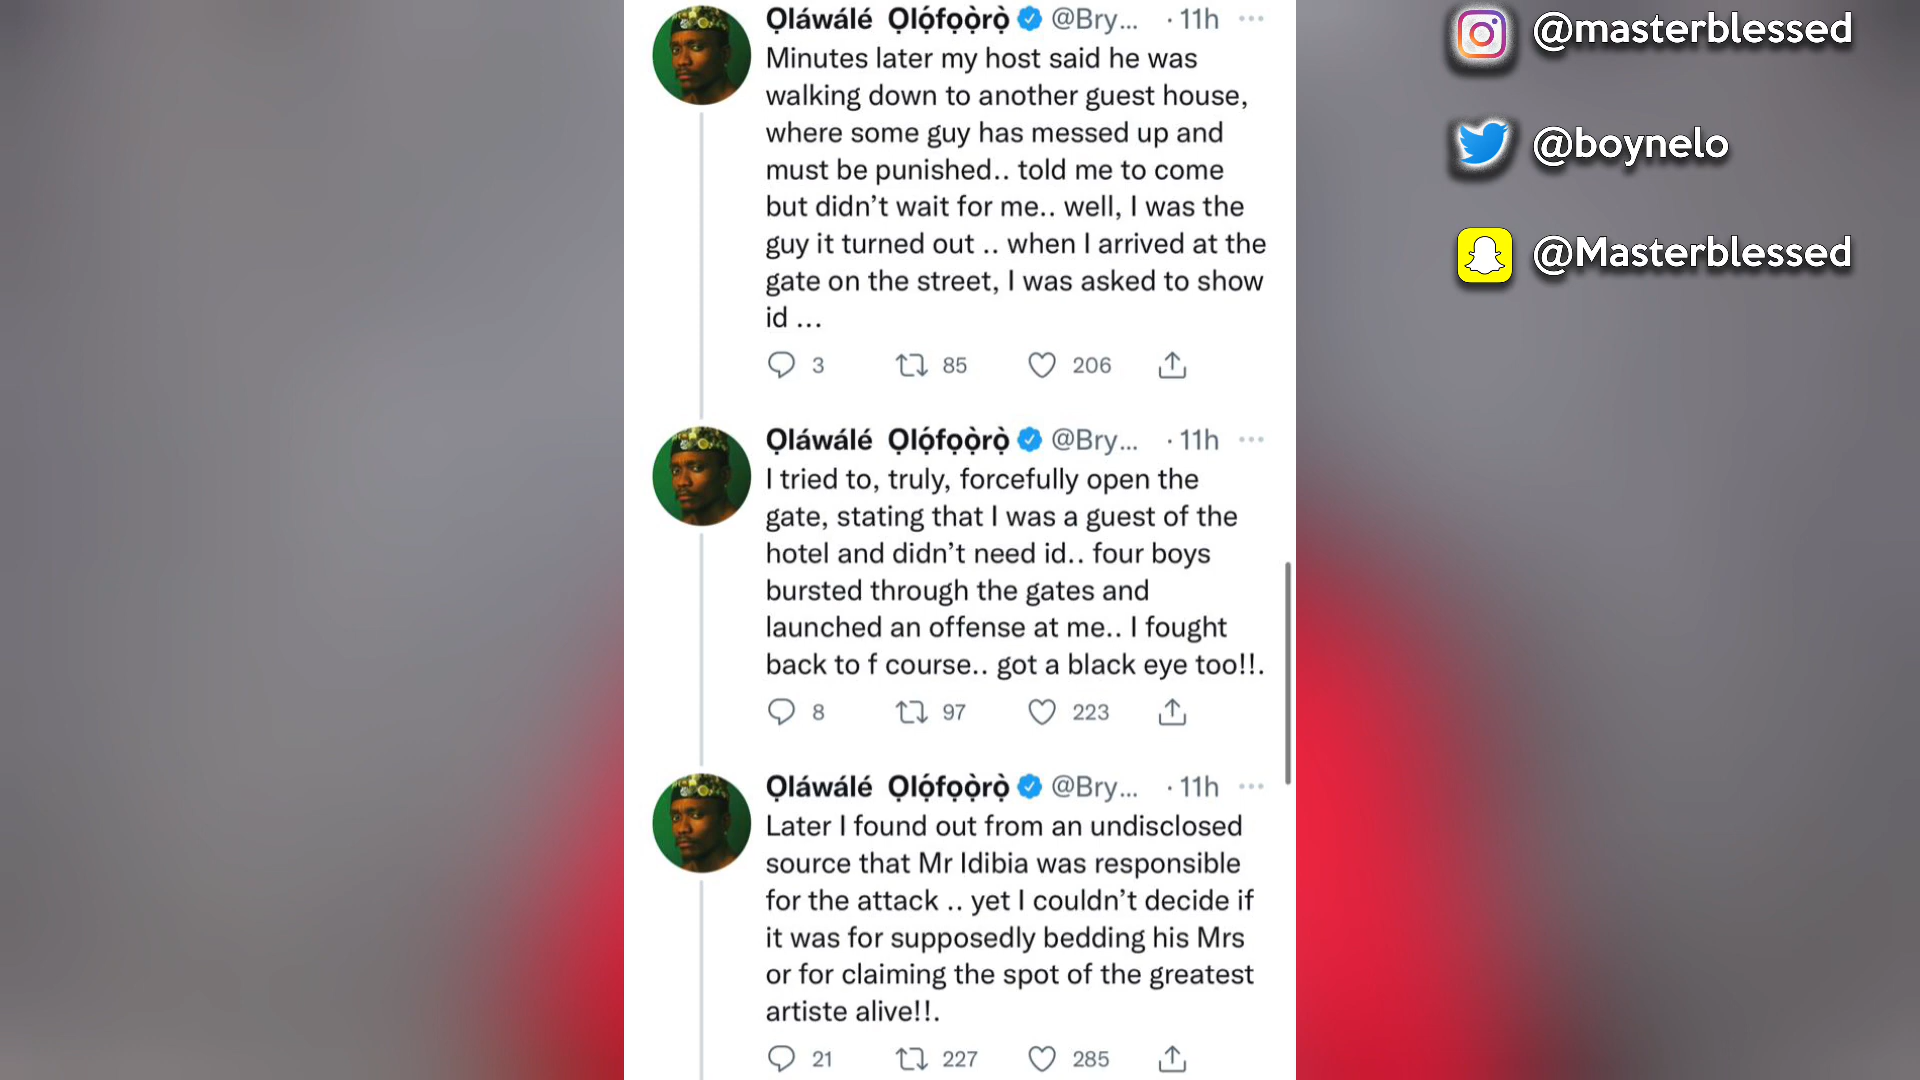 Ọláwálé Ọlọ́fọọ̀rọ̀ @Bry... · 11h
Minutes later my host said he was
walking down to another guest house,
where some guy has messed up and
must be punished.. told me to come
but didn’t wait for me.. well, I was the
guy it turned out .. when I arrived at the
gate on the street, I was asked to show
id ...
3 85 206
Ọláwálé Ọlọ́fọọ̀rọ̀ @Bry... · 11h
I tried to, truly, forcefully open the
gate, stating that I was a guest of the
hotel and didn’t need id.. four boys
bursted through the gates and
launched an offense at me.. I fought
back to f course.. got a black eye too!!.
8 97 223
Ọláwálé Ọlọ́fọọ̀rọ̀ @Bry... · 11h
Later I found out from an undisclosed
source that Mr Idibia was responsible
for the attack .. yet I couldn’t decide if
it was for supposedly bedding his Mrs
or for claiming the spot of the greatest
artiste alive!!.
21 227 285
@masterblessed
@boynelo
@Masterblessed